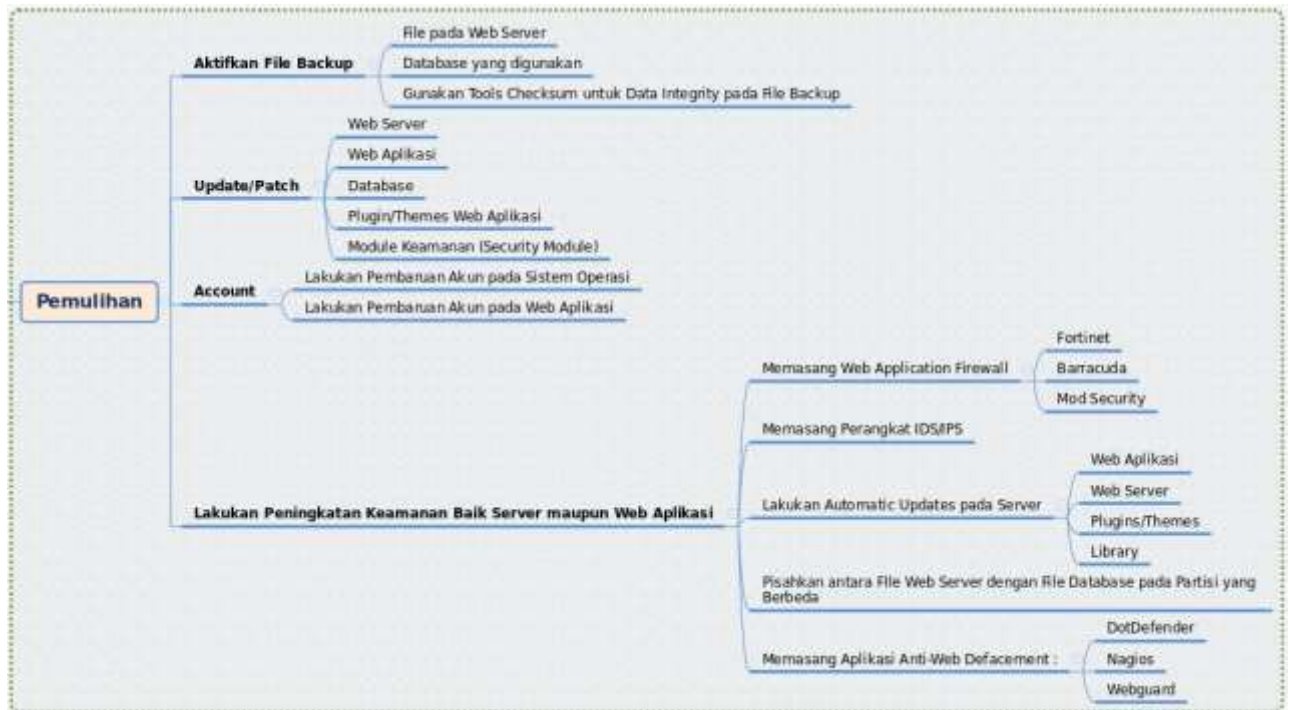 Pemulihan
Aktifkan File Backup
File pada Web Server
Database yang digunakan
Gunakan Tools Checksum untuk Data Integrity pada File Backup
Update/Patch
Web Server
Web Aplikasi
Database
Plugin/Themes Web Aplikasi
Module Keamanan (Security Module)
Account
Lakukan Pembaruan Akun pada Sistem Operasi
Lakukan Pembaruan Akun pada Web Aplikasi
Lakukan Peningkatan Keamanan Baik Server maupun Web Aplikasi
Memasang Web Application Firewall
Fortinet
Barracuda
Mod Security
Memasang Perangkat IDS/IPS
Lakukan Automatic Updates pada Server
Web Aplikasi
Web Server
Plugins/Themes
Library
Pisahkan antara File Web Server dengan File Database pada Partisi yang
Berbeda
Memasang Aplikasi Anti-Web Defacement :
DotDefender
Nagios
Webguard